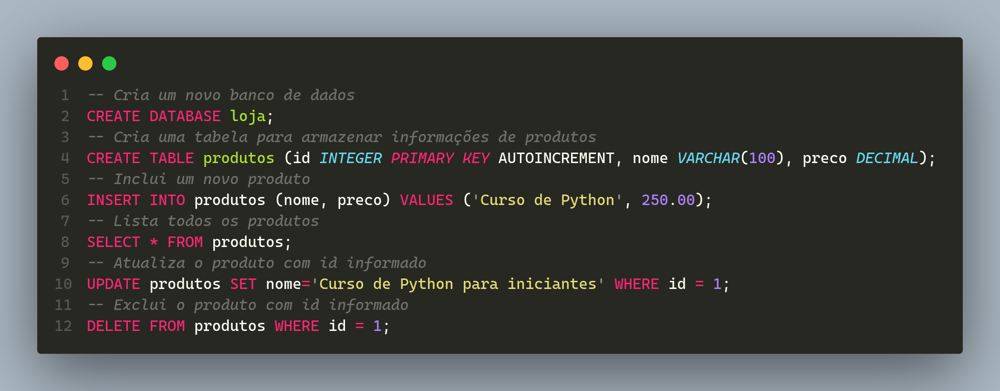 1 -- Cria um novo banco de dados
2 CREATE DATABASE loja;
3 -- Cria uma tabela para armazenar informações de produtos
4 CREATE TABLE produtos (id INTEGER PRIMARY KEY AUTOINCREMENT, nome VARCHAR(100), preco DECIMAL);
5 -- Inclui um novo produto
6 INSERT INTO produtos (nome, preco) VALUES ('Curso de Python', 250.00);
7 -- Lista todos os produtos
8 SELECT * FROM produtos;
9 -- Atualiza o produto com id informado
10 UPDATE produtos SET nome='Curso de Python para iniciantes' WHERE id = 1;
11 -- Exclui o produto com id informado
12 DELETE FROM produtos WHERE id = 1;